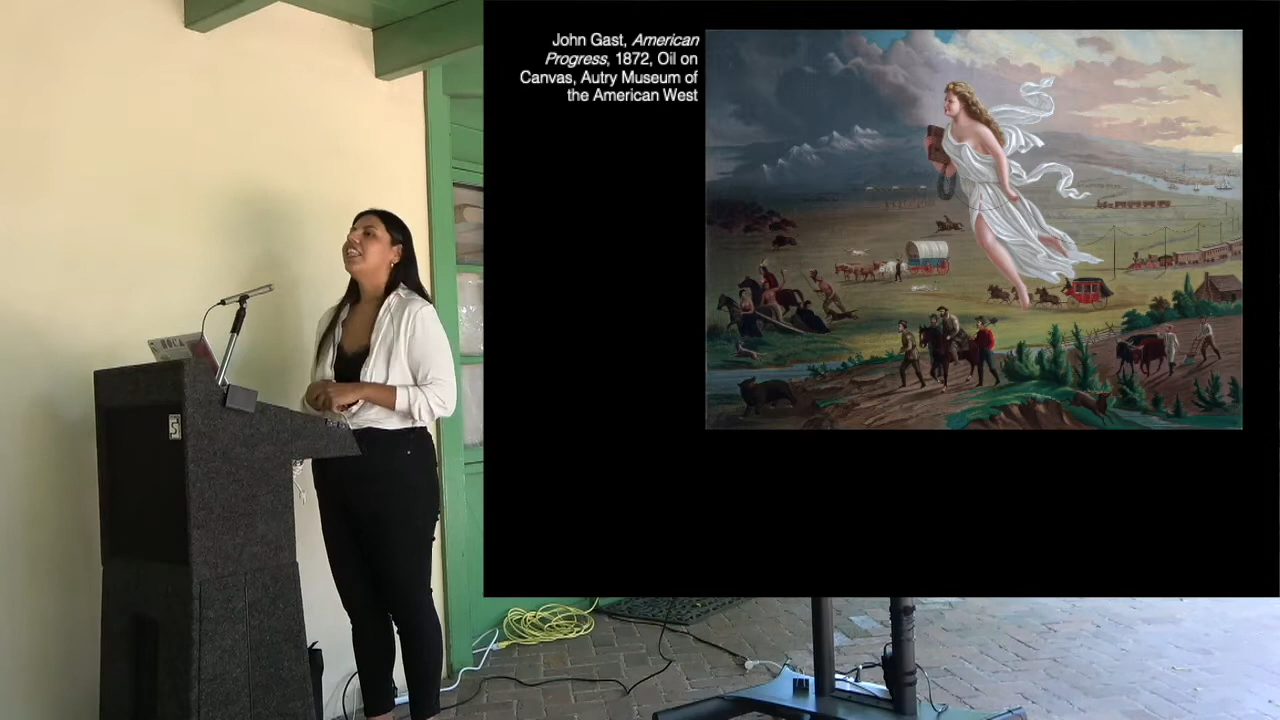 John Gast, American
Progress, 1872, Oil on
Canvas, Autry Museum of
the American West